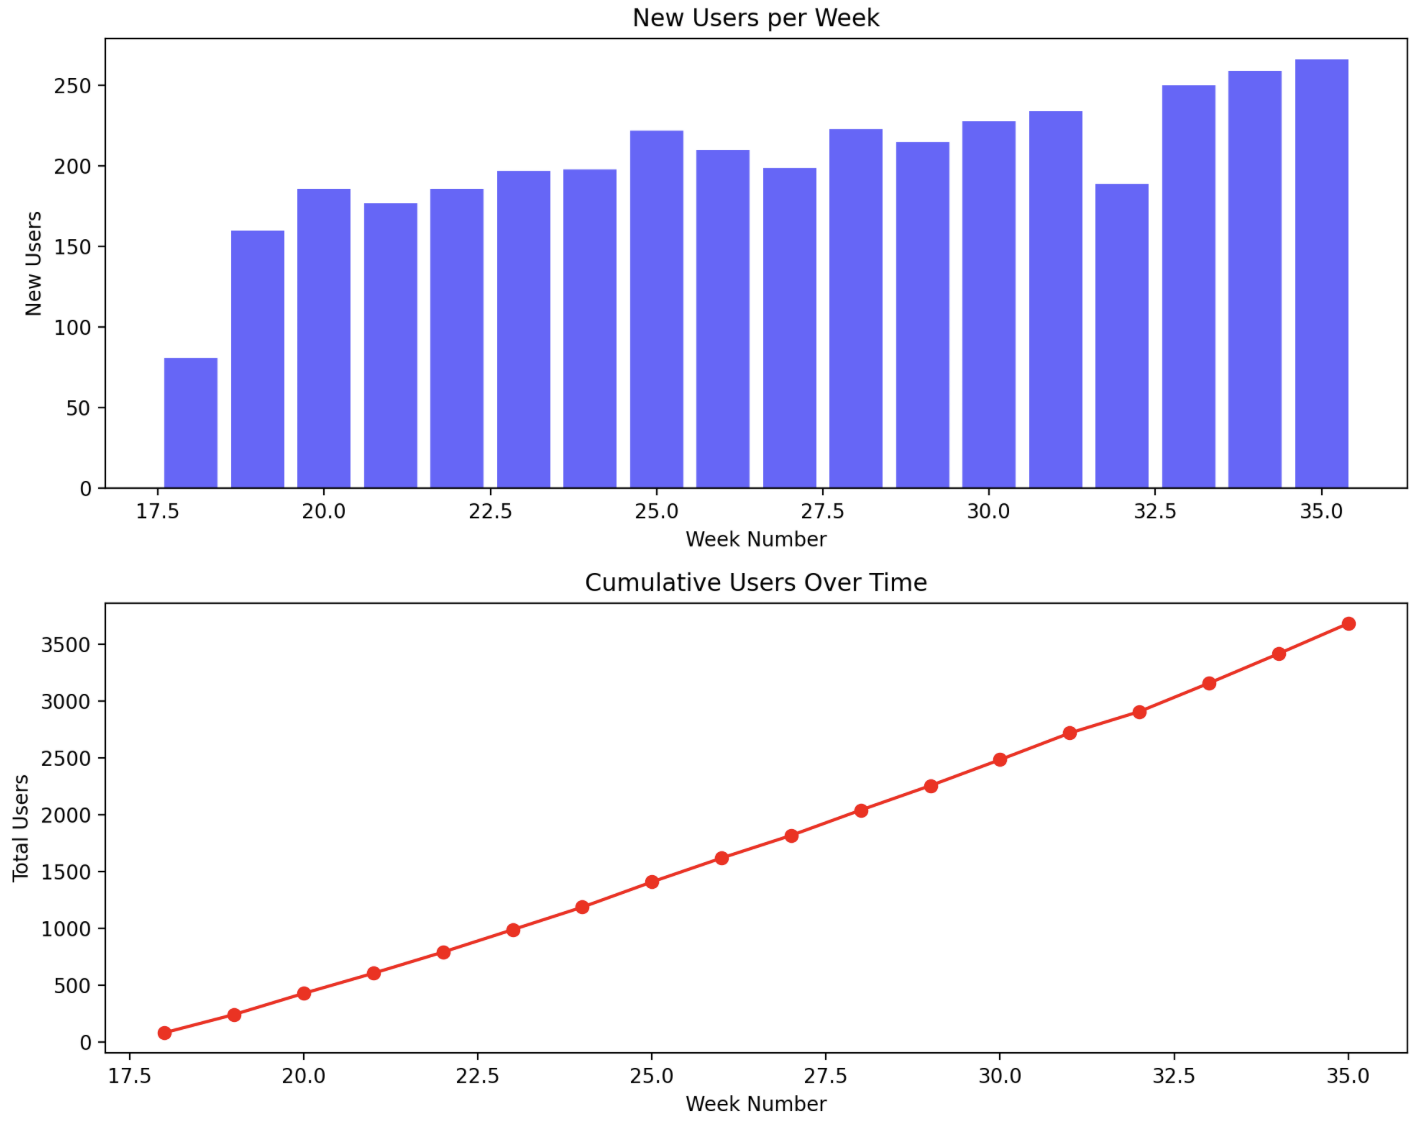 New Users per Week
250
200
150
100
50
0
New Users
17.5 20.0 22.5 25.0 27.5 30.0 32.5 35.0
Week Number
Cumulative Users Over Time
3500
3000
2500
2000
1500
1000
500
0
Total Users
17.5 20.0 22.5 25.0 27.5 30.0 32.5 35.0
Week Number